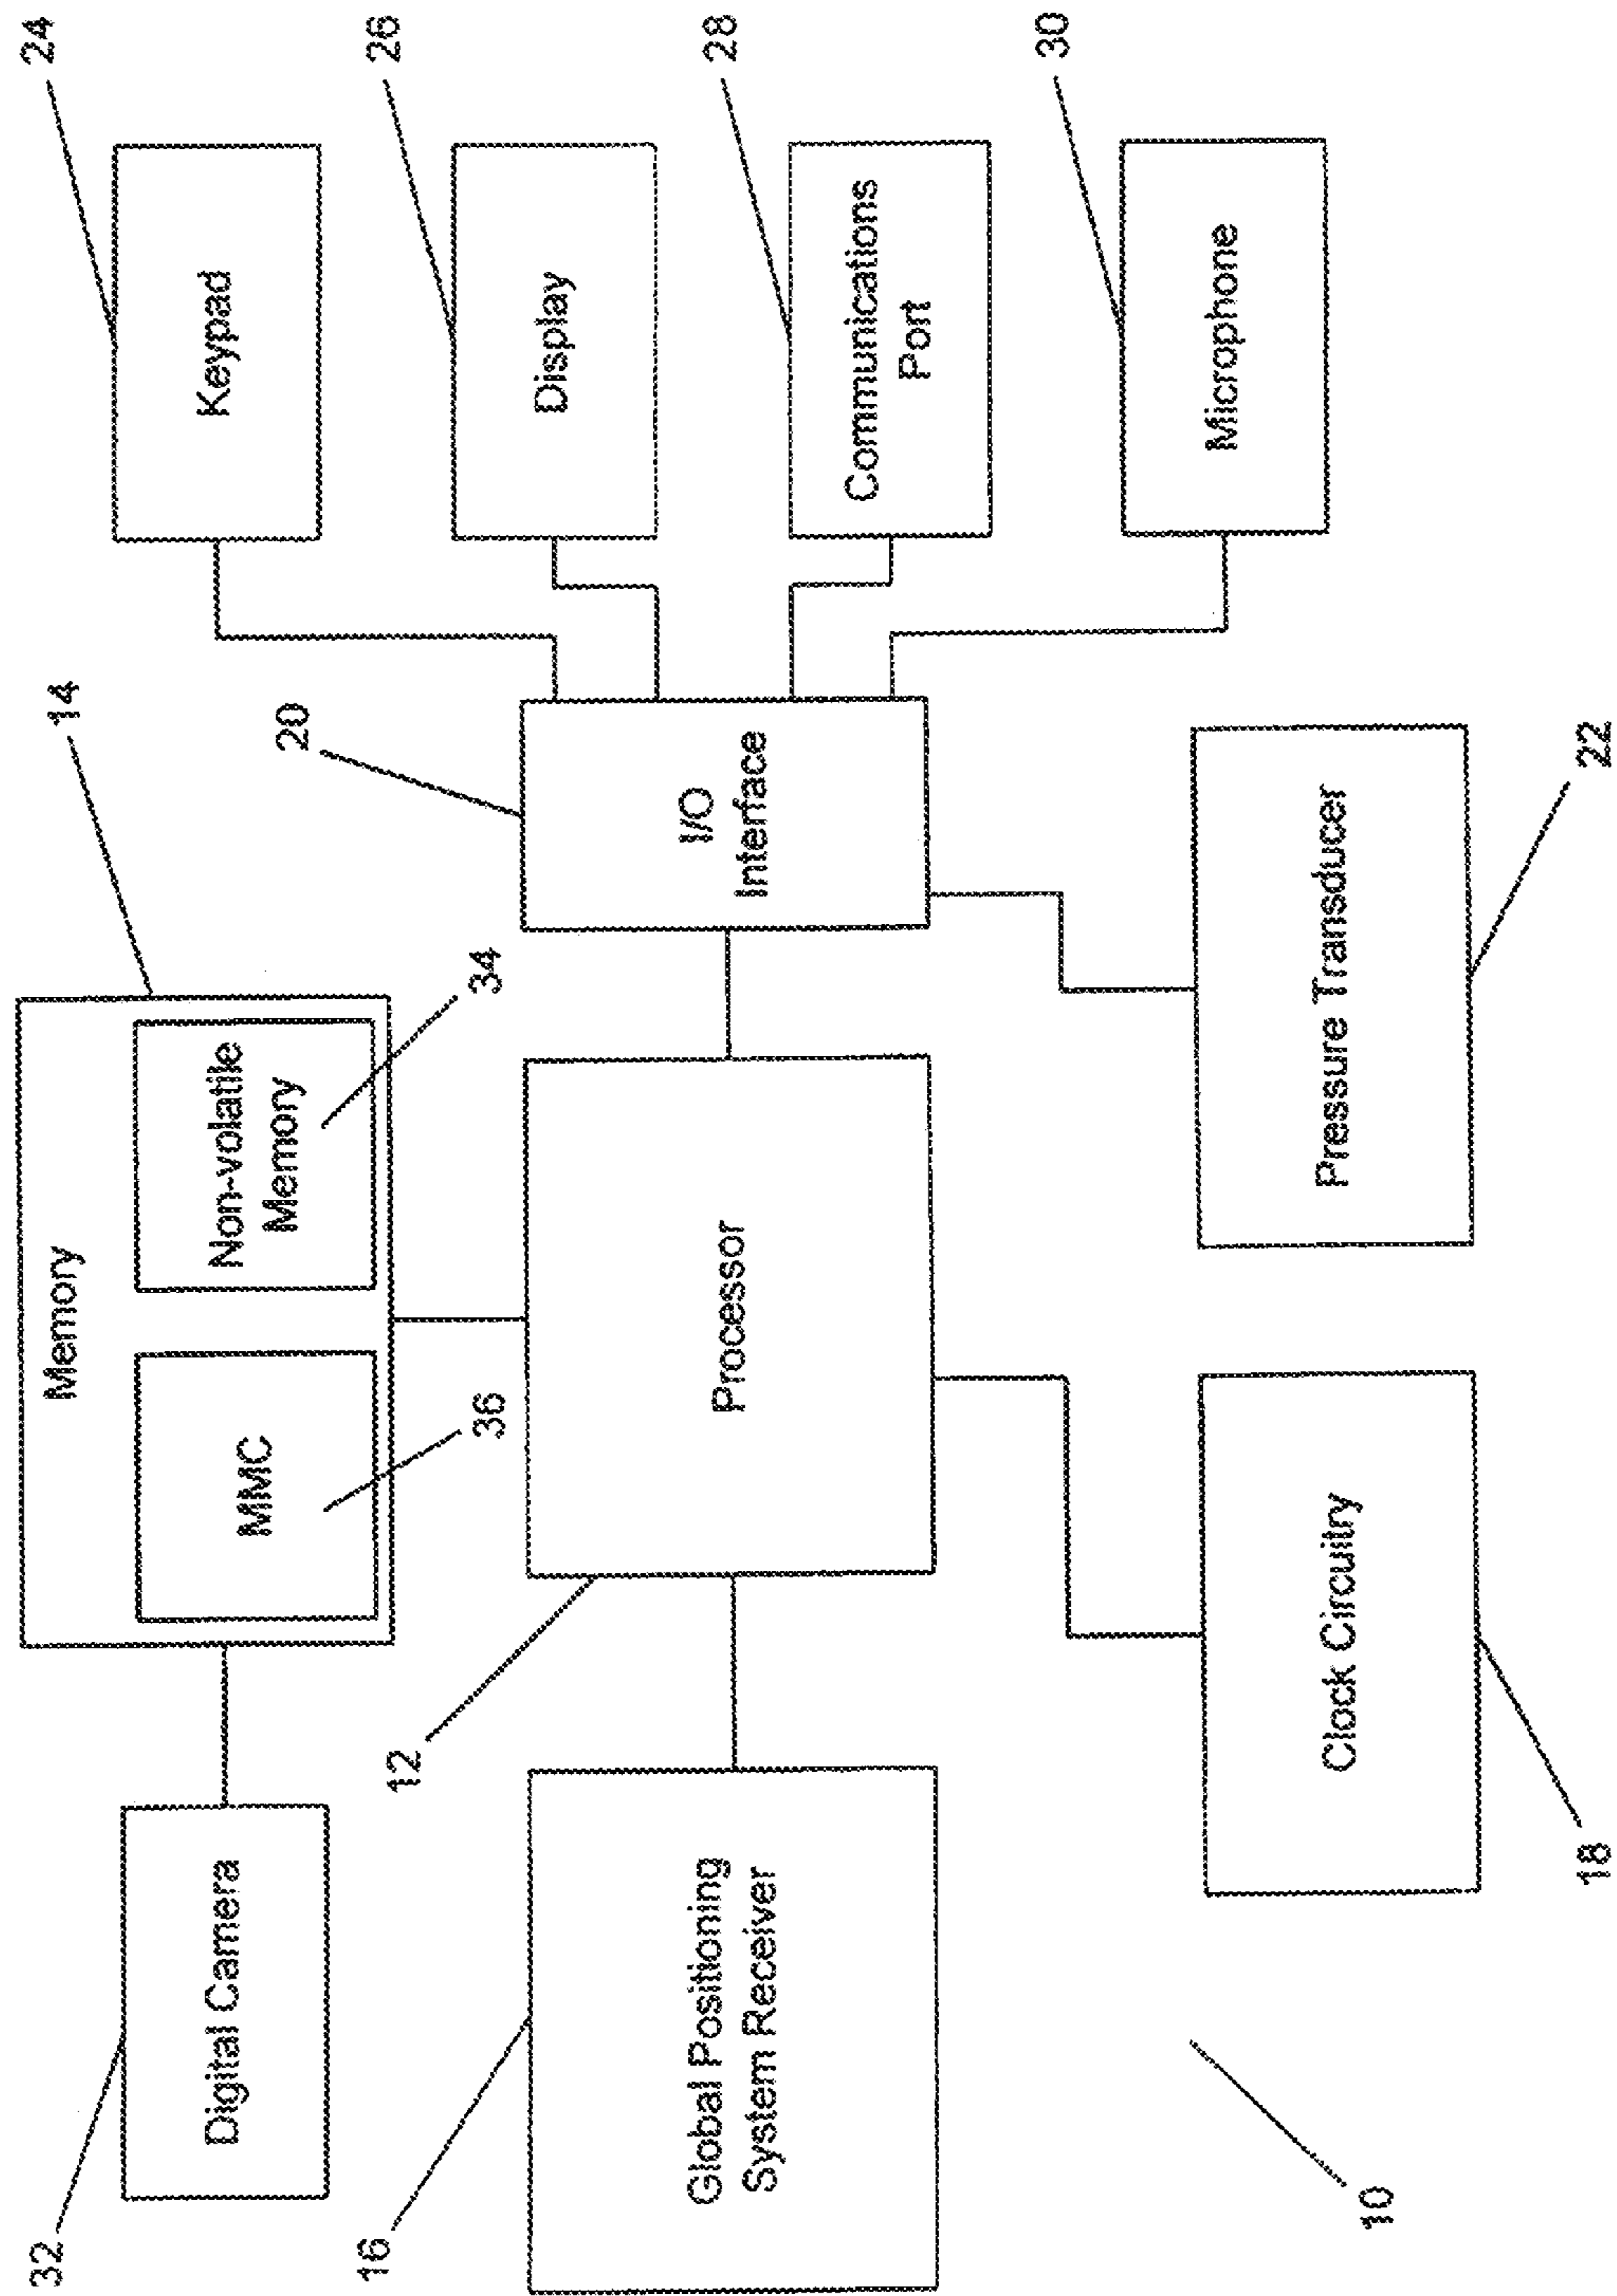 32
Digital Camera
14
Memory
MMC
36
Non-volatile
Memory
34
24
Keypad
16
Global Positioning
System Receiver
12
Processor
20
I/O
Interface
26
Display
28
Communications
Port
10
18
Clock Circuitry
22
Pressure Transducer
30
Microphone